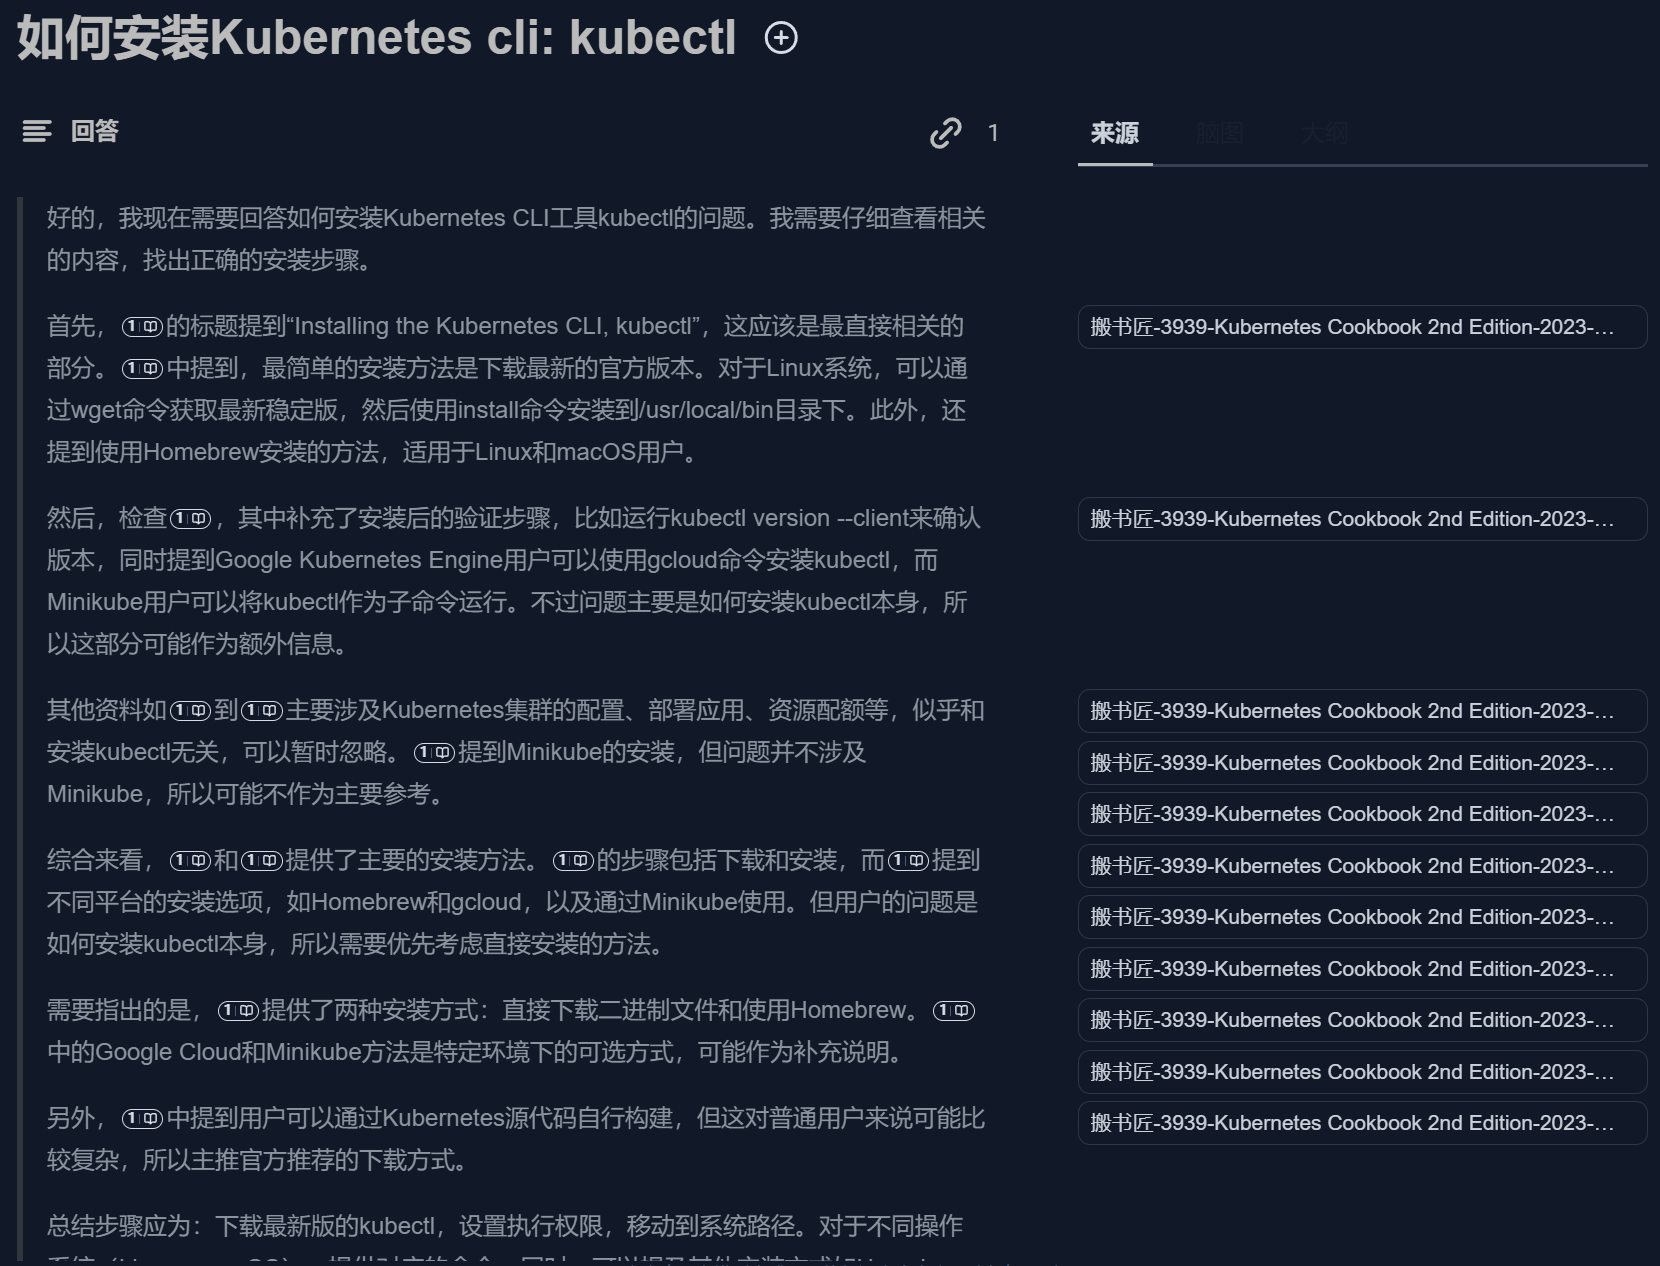 如何安装Kubernetes cli: kubectl
回答
1
来源
脑图
大纲
好的，我现在需要回答如何安装Kubernetes CLI工具kubectl的问题。我需要仔细查看相关
的内容，找出正确的安装步骤。
首先，1的标题提到“Installing the Kubernetes CLI, kubectl”，这应该是最直接相关的
部分。1中提到，最简单的安装方法是下载最新的官方版本。对于Linux系统，可以通
过wget命令获取最新稳定版，然后使用install命令安装到/usr/local/bin目录下。此外，还
提到使用Homebrew安装的方法，适用于Linux和macOS用户。
然后，检查1，其中补充了安装后的验证步骤，比如运行kubectl version --client来确认
版本，同时提到Google Kubernetes Engine用户可以使用gcloud命令安装kubectl，而
Minikube用户可以将kubectl作为子命令运行。不过问题主要是如何安装kubectl本身，所
以这部分可能作为额外信息。
其他资料如1到1主要涉及Kubernetes集群的配置、部署应用、资源配额等，似乎和
安装kubectl无关，可以暂时忽略。1提到Minikube的安装，但问题并不涉及
Minikube，所以可能不作为主要参考。
综合来看，1和1提供了主要的安装方法。1的步骤包括下载和安装，而1提到
不同平台的安装选项，如Homebrew和gcloud，以及通过Minikube使用。但用户的问题是
如何安装kubectl本身，所以需要优先考虑直接安装的方法。
需要指出的是，1提供了两种安装方式：直接下载二进制文件和使用Homebrew。1
中的Google Cloud和Minikube方法是特定环境下的可选方式，可能作为补充说明。
另外，1中提到用户可以通过Kubernetes源代码自行构建，但这对普通用户来说可能比
较复杂，所以主推官方推荐的下载方式。
总结步骤应为：下载最新版的kubectl，设置执行权限，移动到系统路径。对于不同操作
搬书匠-3939-Kubernetes Cookbook 2nd Edition-2023-…
搬书匠-3939-Kubernetes Cookbook 2nd Edition-2023-…
搬书匠-3939-Kubernetes Cookbook 2nd Edition-2023-…
搬书匠-3939-Kubernetes Cookbook 2nd Edition-2023-…
搬书匠-3939-Kubernetes Cookbook 2nd Edition-2023-…
搬书匠-3939-Kubernetes Cookbook 2nd Edition-2023-…
搬书匠-3939-Kubernetes Cookbook 2nd Edition-2023-…
搬书匠-3939-Kubernetes Cookbook 2nd Edition-2023-…
搬书匠-3939-Kubernetes Cookbook 2nd Edition-2023-…
搬书匠-3939-Kubernetes Cookbook 2nd Edition-2023-…
搬书匠-3939-Kubernetes Cookbook 2nd Edition-2023-…